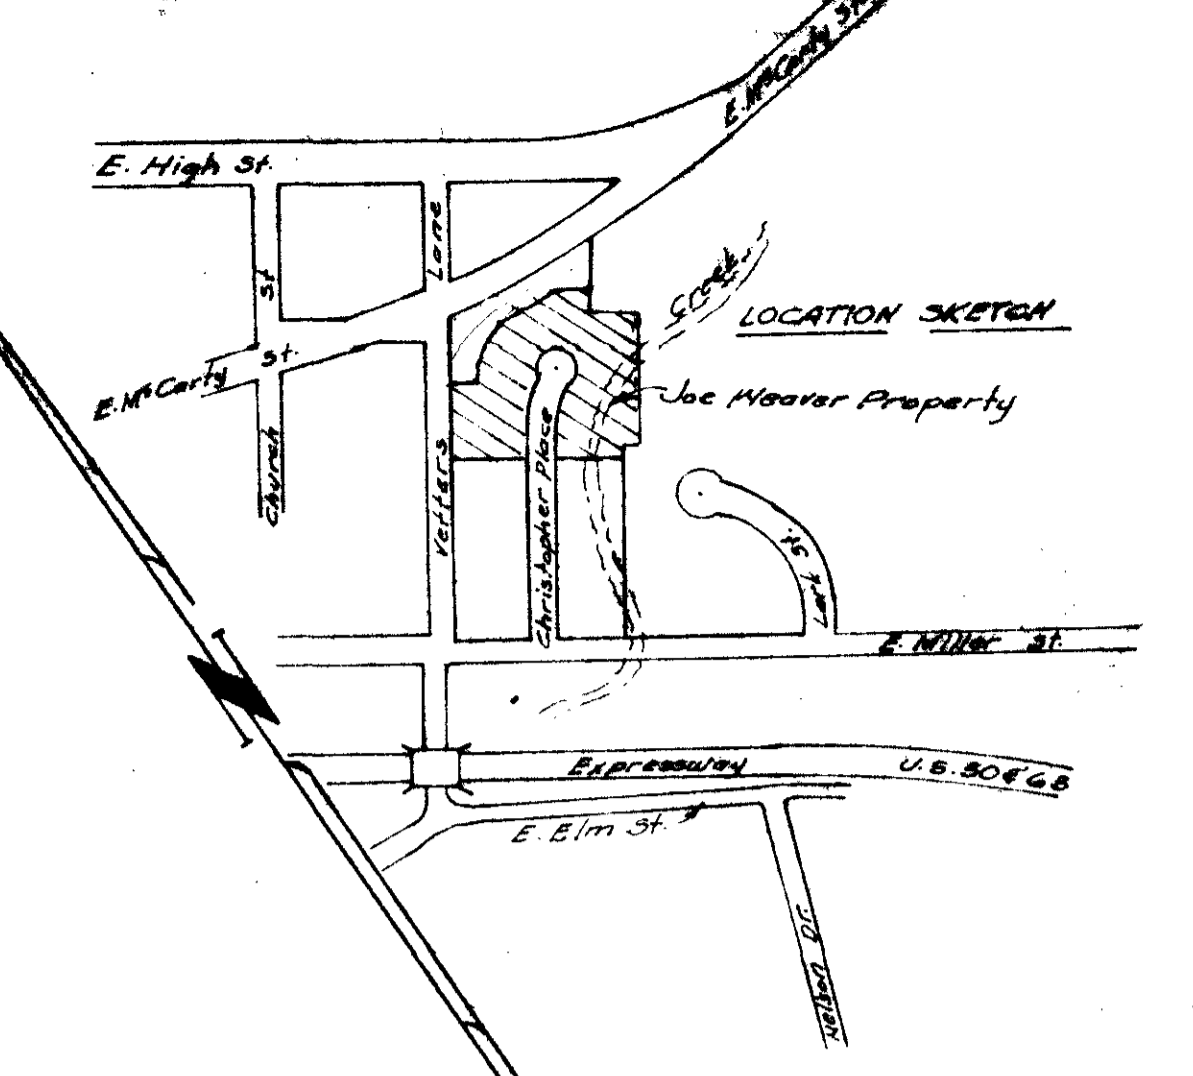 E. McCarty St.
E. High St.
Lane
St
Creek
LOCATION SKETCH
E. McCarty St.
Joe Weaver Property
Church
Vetters
Christopher Place
Lark St.
E. Miller St.
Expressway U.S. 50 & 63
E. Elm St.
Nelson Dr.